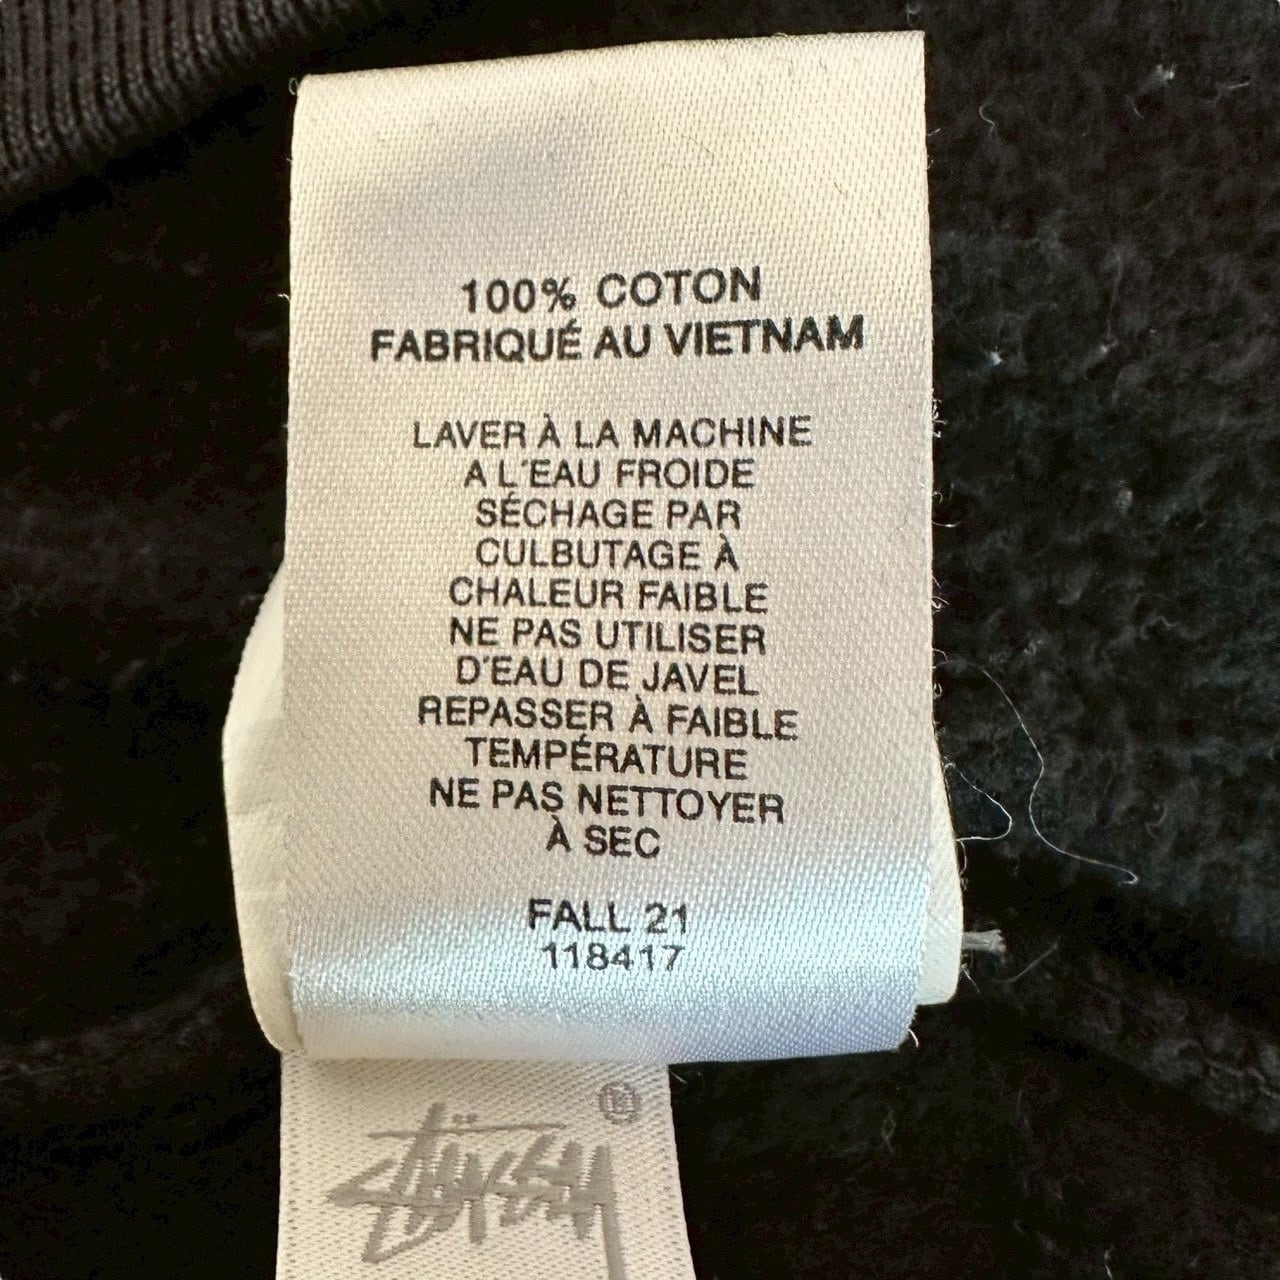 100% COTON
FABRIQUÉ AU VIETNAM
LAVER À LA MACHINE
A L'EAU FROIDE
SÉCHAGE PAR
CULBUTAGE À
CHALEUR FAIBLE
NE PAS UTILISER
D'EAU DE JAVEL
REPASSER À FAIBLE
TEMPÉRATURE
NE PAS NETTOYER
À SEC
FALL 21
118417
Stüssy ®